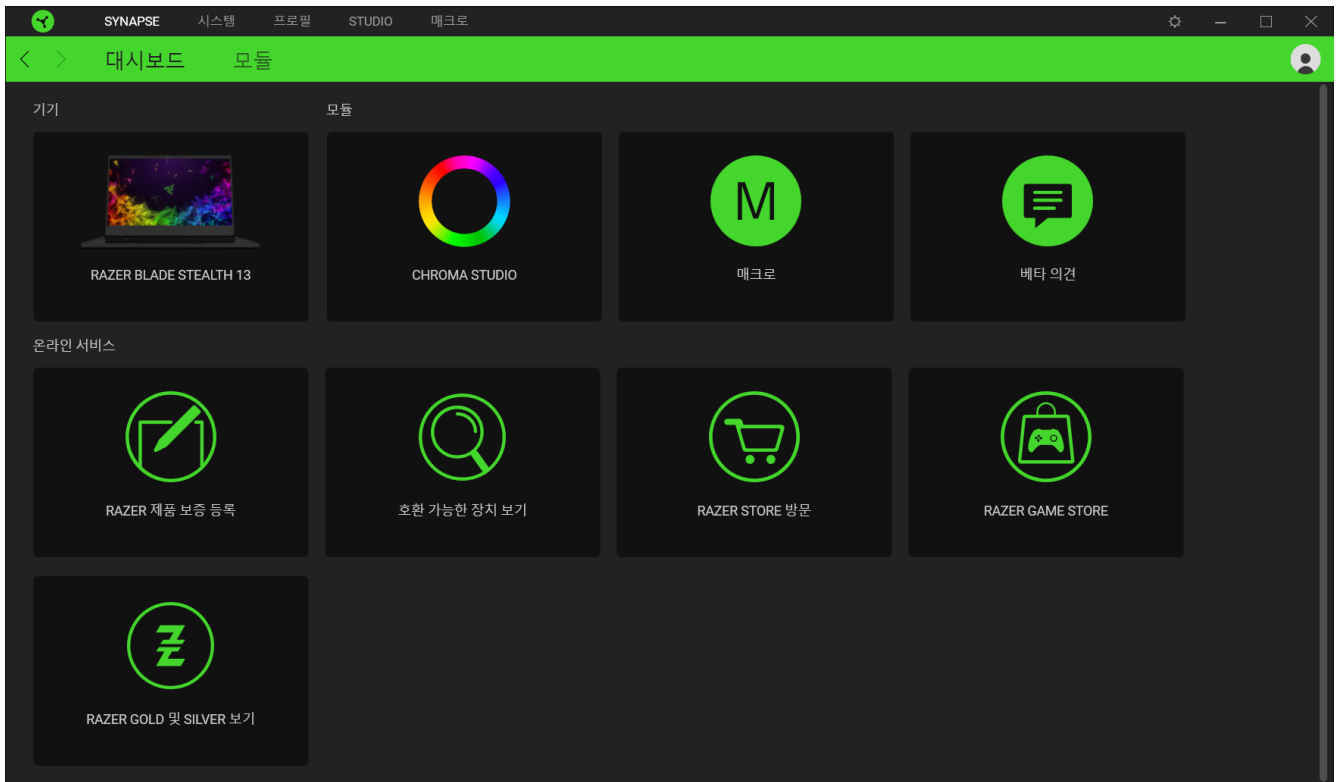 SYNAPSE 시스템 프로필 STUDIO 매크로
대시보드 모듈
기기 모듈
RAZER BLADE STEALTH 13
CHROMA STUDIO
M
매크로
베타 의견
온라인 서비스
RAZER 제품 보증 등록
호환 가능한 장치 보기
RAZER STORE 방문
RAZER GAME STORE
RAZER GOLD 및 SILVER 보기